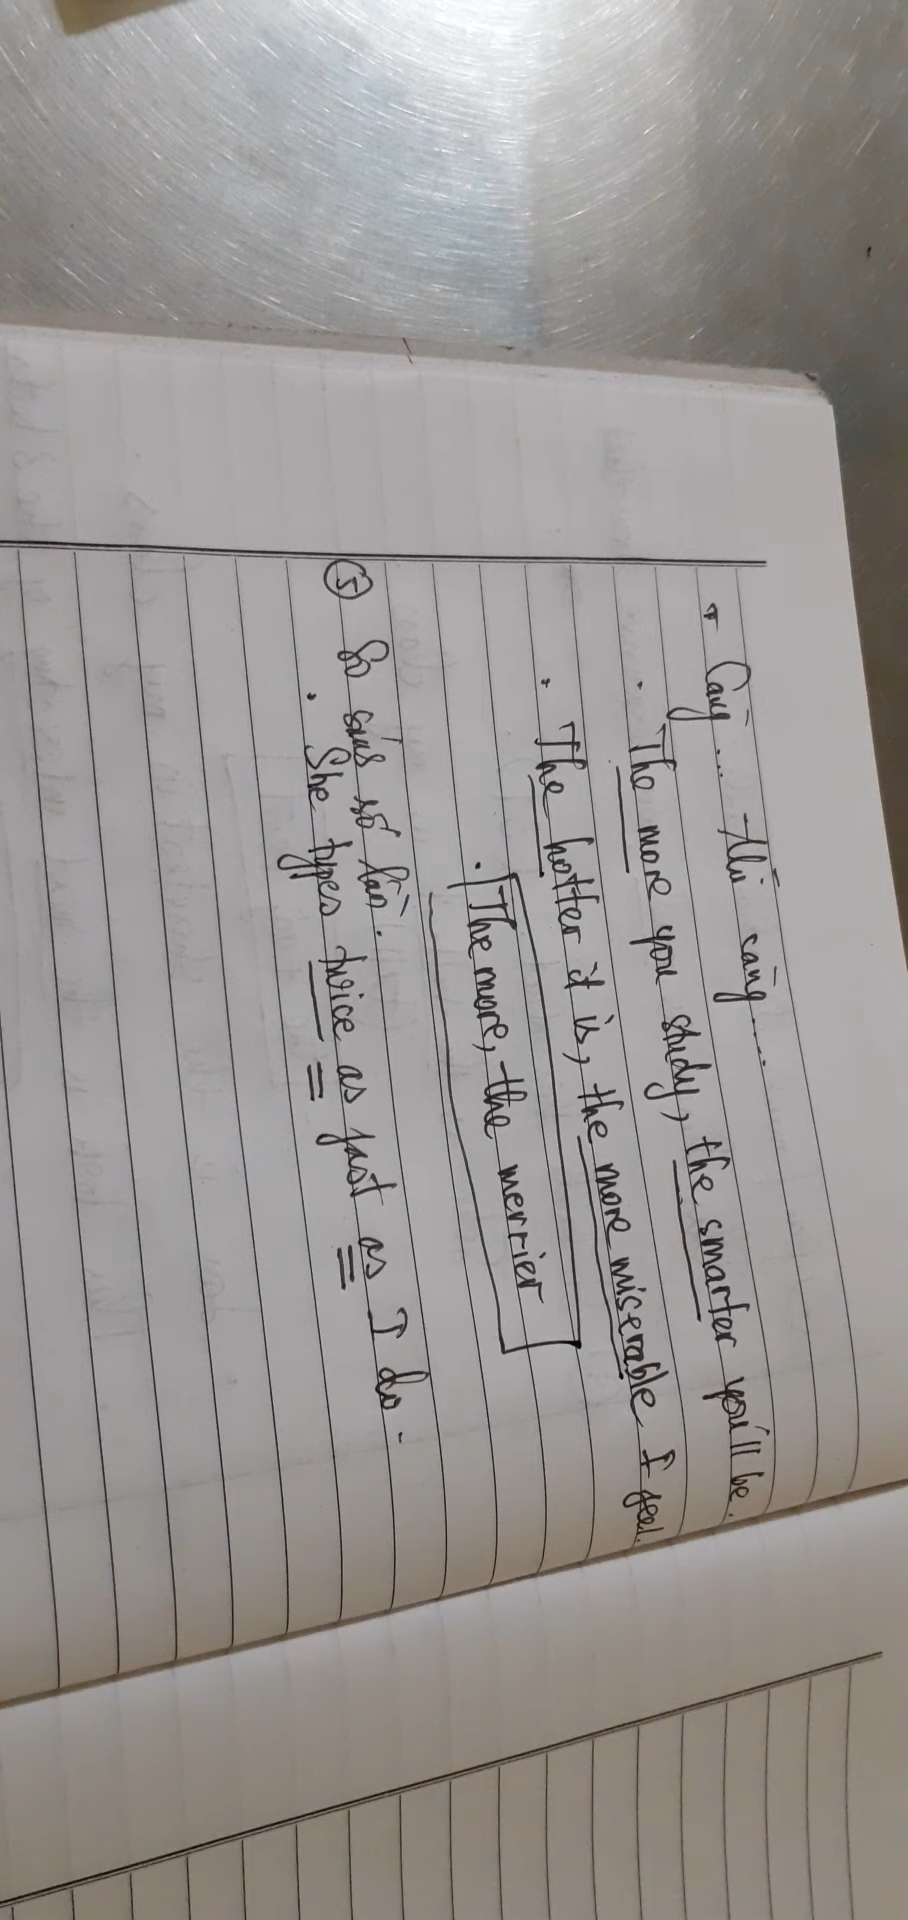 + Càng ... thì càng ....
. The more you study, the smarter you'll be.
. The hotter it is, the more miserable I feel.
. The more, the merrier
⑤ So sánh số lần.
. She types twice as fast as I do.